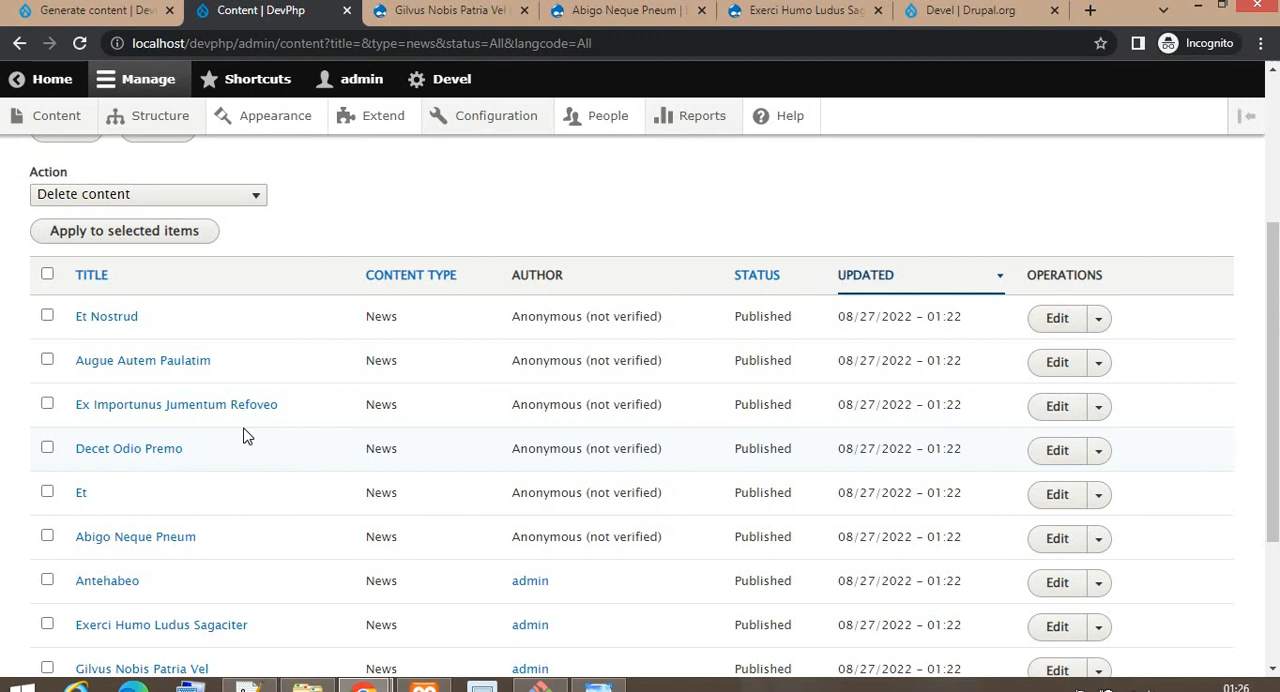 Generate content | Dev
Content | DevPhp
Gilvus Nobis Patria Vel
Abigo Neque Pneum |
Exerci Humo Ludus Sag
Devel | Drupal.org
localhost/devphp/admin/content?title=&type=news&status=All&langcode=All
Incognito
Home
Manage
Shortcuts
admin
Devel
Content
Structure
Appearance
Extend
Configuration
People
Reports
Help
Action
Delete content
Apply to selected items
TITLE CONTENT TYPE AUTHOR STATUS UPDATED OPERATIONS
Et Nostrud News Anonymous (not verified) Published 08/27/2022 - 01:22 Edit
Augue Autem Paulatim News Anonymous (not verified) Published 08/27/2022 - 01:22 Edit
Ex Importunus Jumentum Refoveo News Anonymous (not verified) Published 08/27/2022 - 01:22 Edit
Decet Odio Premo News Anonymous (not verified) Published 08/27/2022 - 01:22 Edit
Et News Anonymous (not verified) Published 08/27/2022 - 01:22 Edit
Abigo Neque Pneum News Anonymous (not verified) Published 08/27/2022 - 01:22 Edit
Antehabeo News admin Published 08/27/2022 - 01:22 Edit
Exerci Humo Ludus Sagaciter News admin Published 08/27/2022 - 01:22 Edit
Gilvus Nobis Patria Vel News admin Published 08/27/2022 - 01:22 Edit
01:26